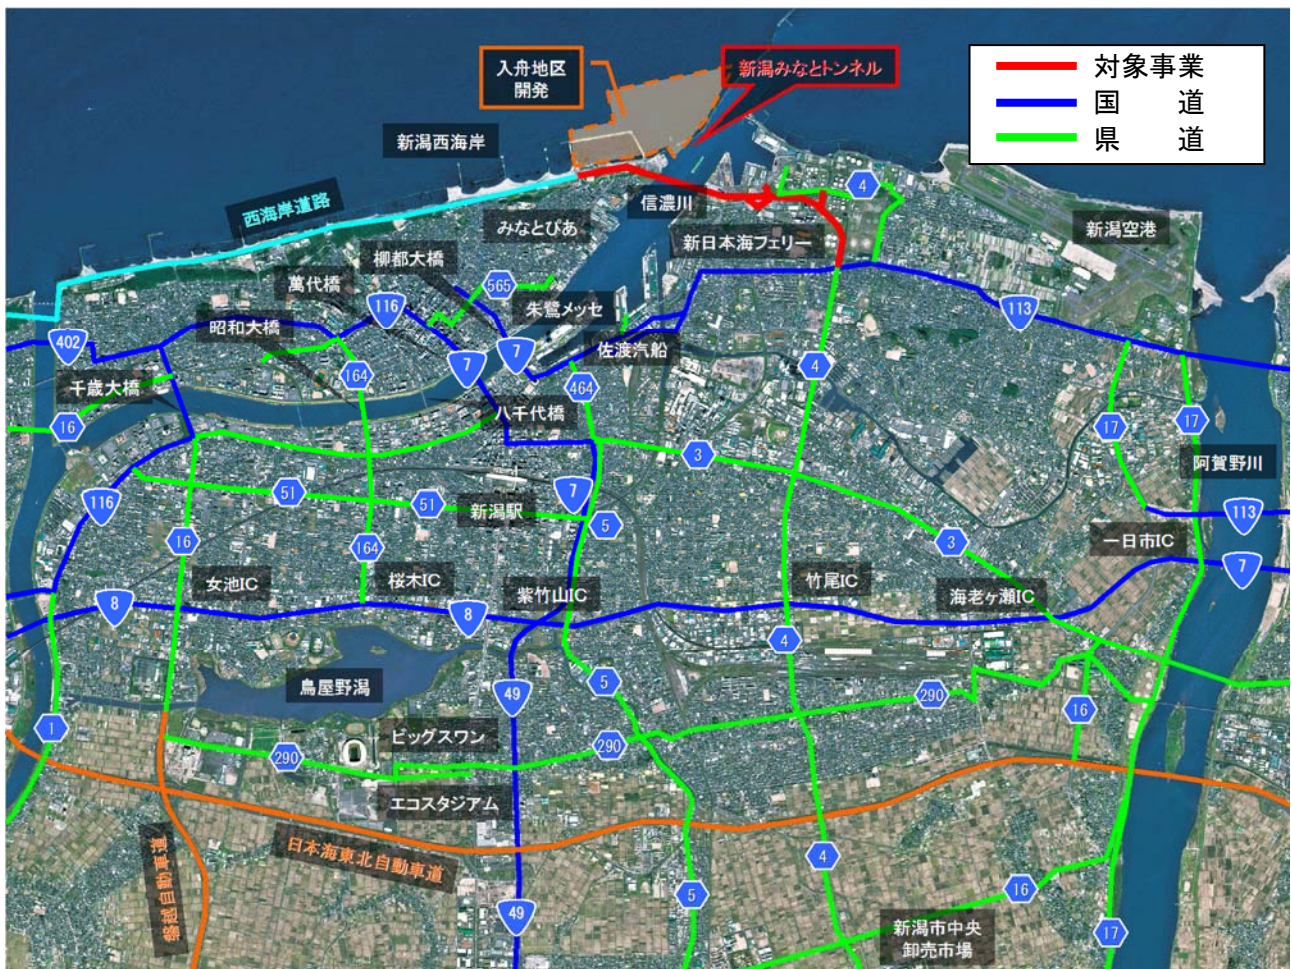 入舟地区
開発
新潟みなとトンネル
対象事業
国　　道
県　　道
新潟西海岸
西海岸道路
信濃川
4
みなとぴあ
新潟空港
柳都大橋
新日本海フェリー
萬代橋
565
116
朱鷺メッセ
113
昭和大橋
402
7
7
佐渡汽船
4
千歳大橋
164
464
16
八千代橋
3
17
17
阿賀野川
116
51
51
新潟駅
7
5
113
16
164
3
一日市IC
女池IC
桜木IC
紫竹山IC
竹尾IC
海老ヶ瀬IC
7
8
8
4
鳥屋野潟
49
5
290
16
1
ビッグスワン
290
290
エコスタジアム
日本海東北自動車道
磐越自動車道
4
5
16
49
新潟市中央
卸売市場
17